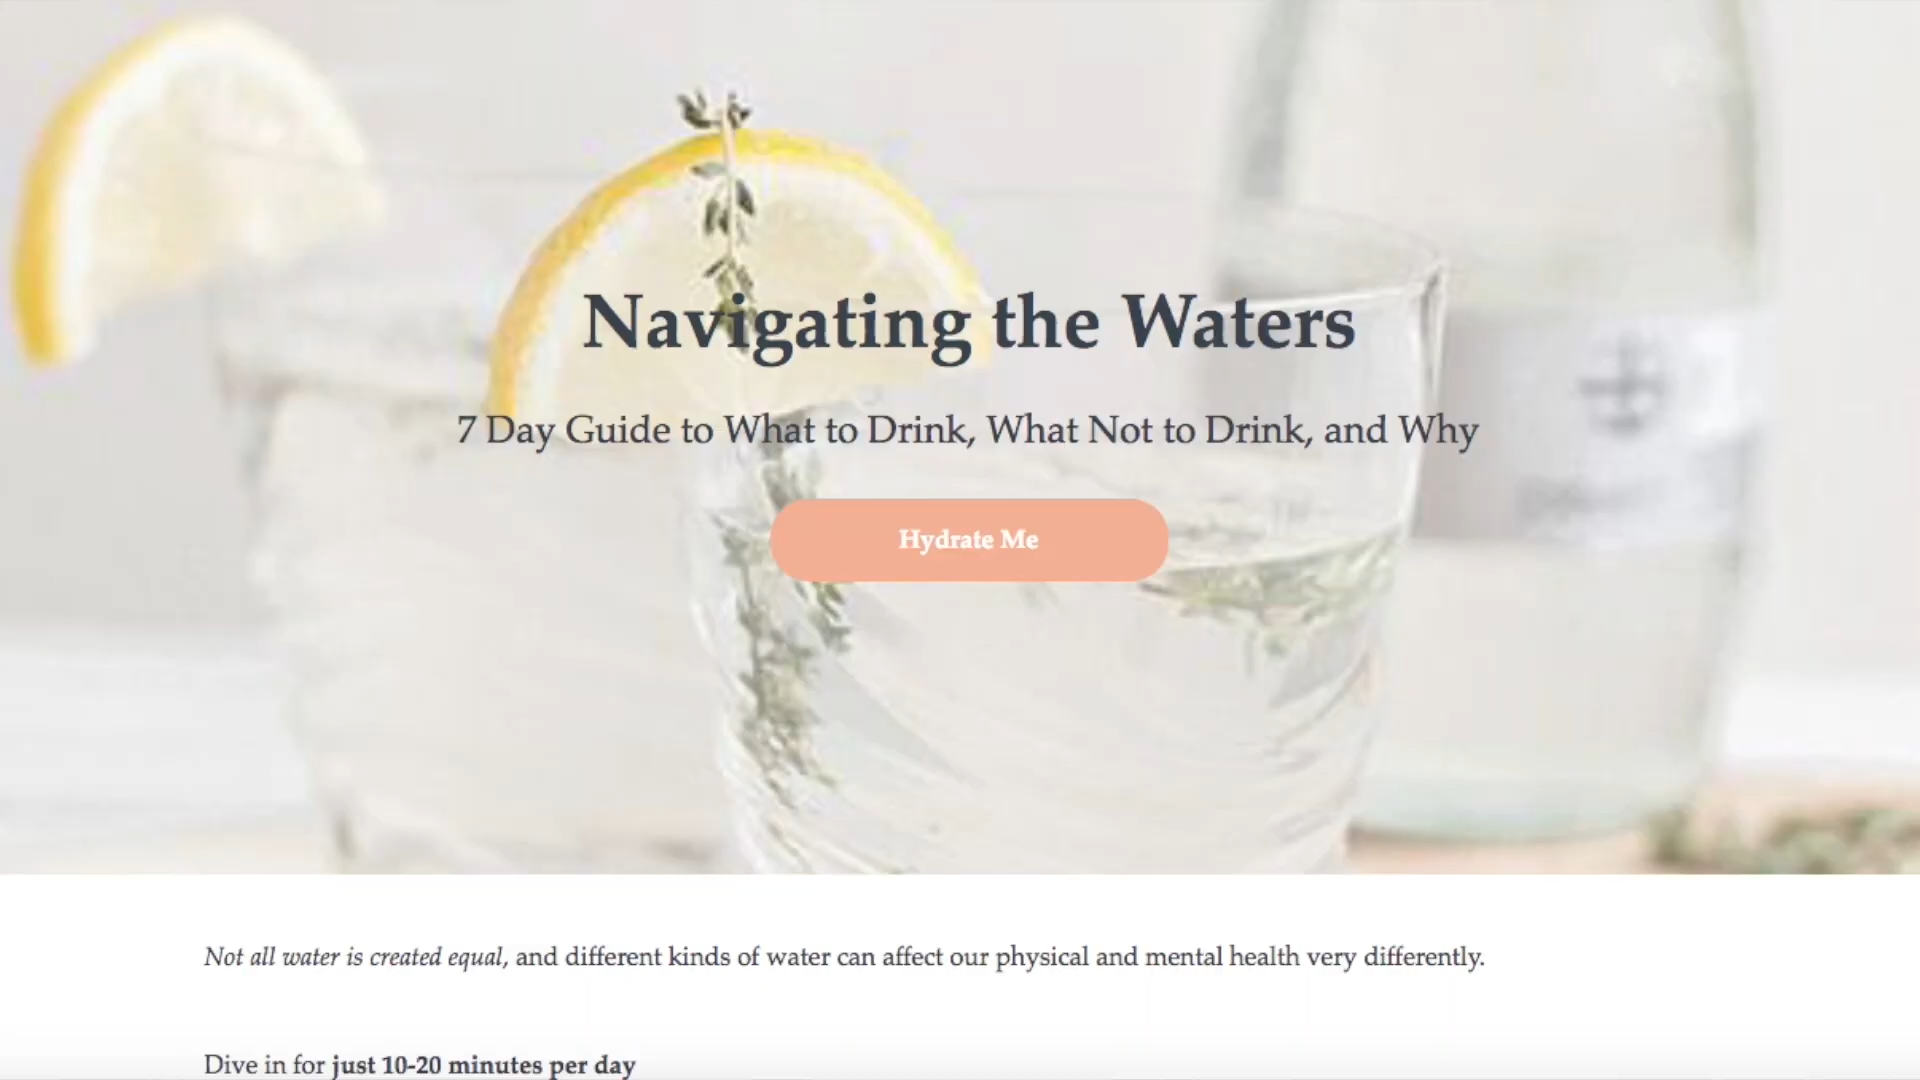 Navigating the Waters
7 Day Guide to What to Drink, What Not to Drink, and Why
Hydrate Me
Not all water is created equal, and different kinds of water can affect our physical and mental health very differently.
Dive in for just 10-20 minutes per day